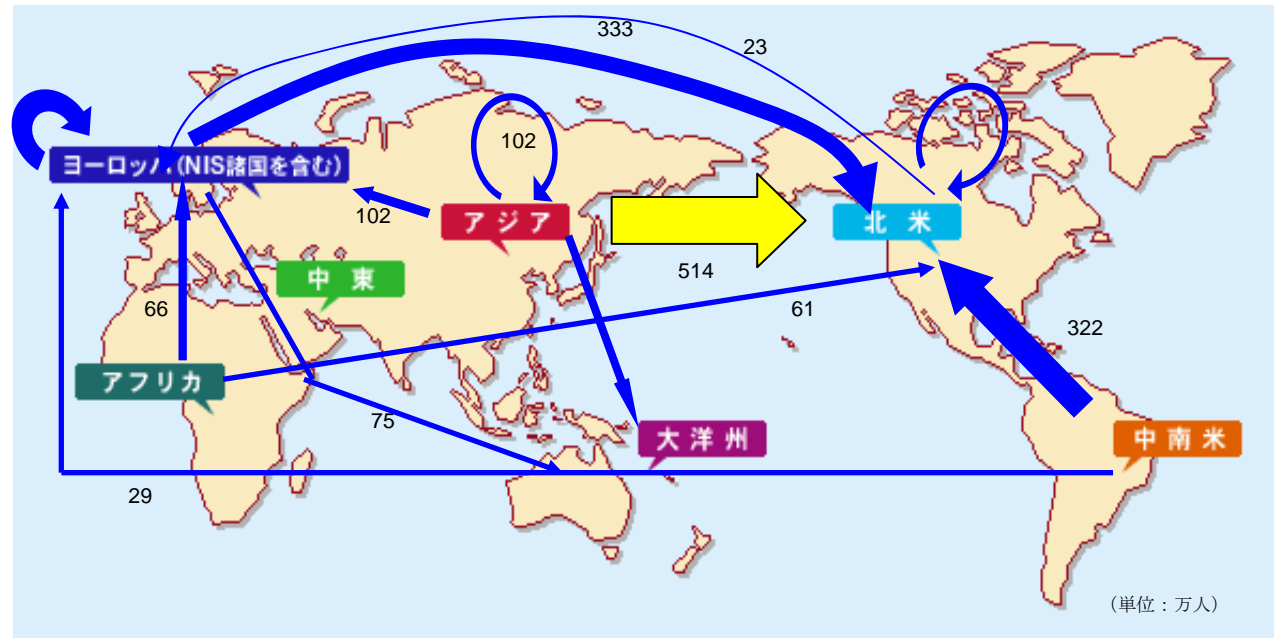 333
23
102
ヨーロッパ(NIS諸国を含む)
102
アジア
北米
514
中東
66
61
322
アフリカ
75
大洋州
中南米
29
（単位：万人）